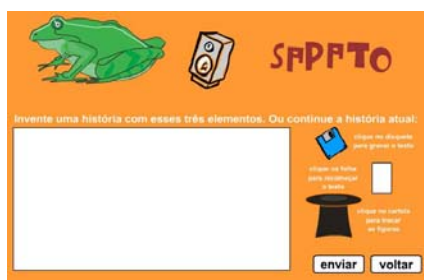 SAPATO
Invente uma história com esses três elementos. Ou continue a história atual:
clique no disquete
para gravar o texto
clique na folha
para recomeçar
o texto
clique na cartola
para trocar
as figuras
enviar
voltar